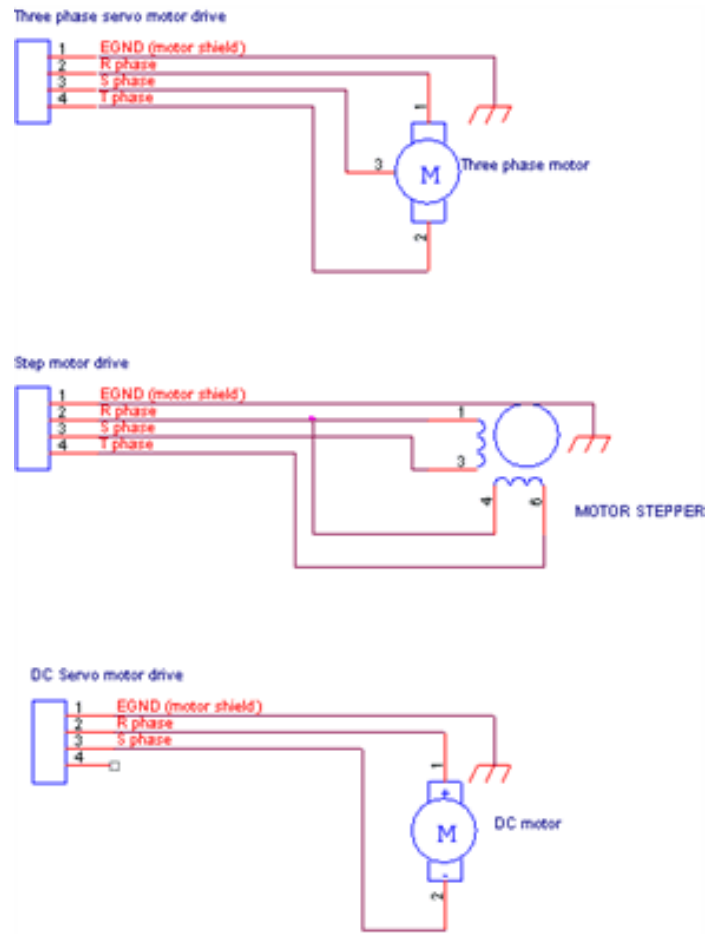 Three phase servo motor drive
1 EGND (motor shield)
2 R phase
3 S phase
4 T phase
1
3 M Three phase motor
2
Step motor drive
1 EGND (motor shield)
2 R phase 1
3 S phase
4 T phase
3
4 6
MOTOR STEPPER
DC Servo motor drive
1 EGND (motor shield)
2 R phase
3 S phase
4
1
+
M DC motor
-
2